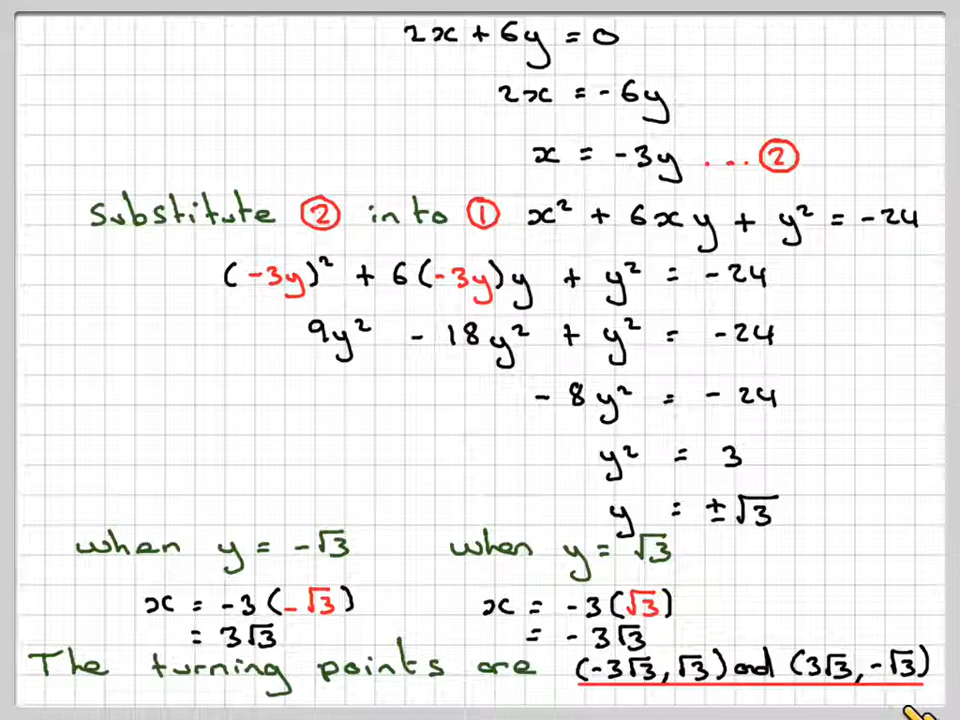 2x + 6y = 0
2x = -6y
x = -3y ... ②
Substitute ② into ① x² + 6xy + y² = -24
(-3y)² + 6(-3y)y + y² = -24
9y² - 18y² + y² = -24
-8y² = -24
y² = 3
y = ±√3
when y = -√3 when y = √3
x = -3(-√3) x = -3(√3)
= 3√3 = -3√3
The turning points are (-3√3, √3) and (3√3, -√3)